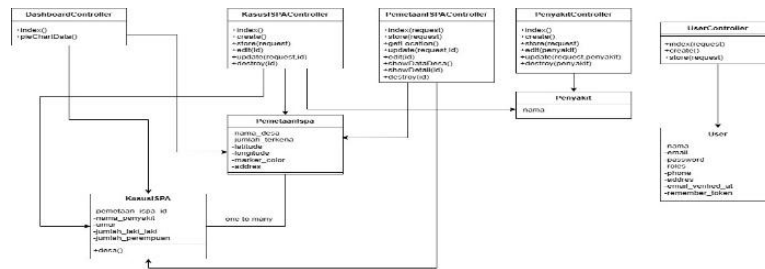 DashboardController
+index()
+pieChartData()
KasusISPAController
+index()
+create()
+store(request)
+edit(id)
+update(request,id)
+destroy(id)
PemetaanISPAController
+index(request)
+store(request)
+getLocation()
+update(request,id)
+edit(id)
+showDataDesa()
+showDetail(id)
+destroy(id)
PenyakitController
+index()
+create()
+store(request)
+edit(penyakit)
+update(request,penyakit)
+destroy(penyakit)
UserController
+index(request)
+create()
+store(request)
Penyakit
nama
PemetaanIspa
nama_desa
jumlah_terkena
-latitude
-longitude
-marker_color
-addres
User
nama
-email
password
roles
-phone
-addres
-email_verified_at
-remember_token
KasusISPA
pemetaan_ispa_id
-nama_penyakit
-umur
-jumlah_laki_laki
-jumlah_perempuan
+desa()
one to many